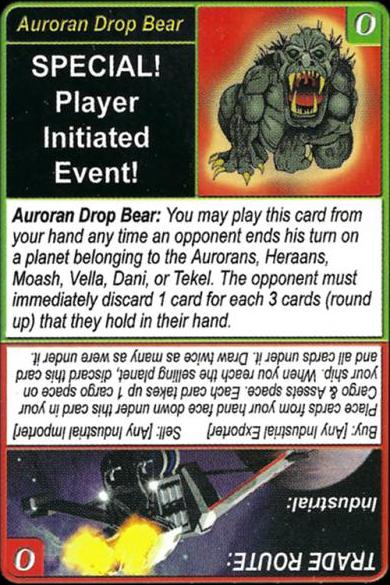 Auroran Drop Bear
0
SPECIAL!
Player
Initiated
Event!
Auroran Drop Bear: You may play this card from
your hand any time an opponent ends his turn on
a planet belonging to the Aurorans, Heraans,
Moash, Vella, Dani, or Tekel. The opponent must
immediately discard 1 card for each 3 cards (round
up) that they hold in their hand.
TRADE ROUTE:
0
Industrial:
Buy: [Any Industrial Exporter] Sell: [Any Industrial Importer]
Place cards from your hand face down under this card in your
Cargo & Assets space. Each card takes up 1 cargo space on
your ship. When you reach the selling planet, discard this card
and all cards under it. Draw twice as many as were under it.